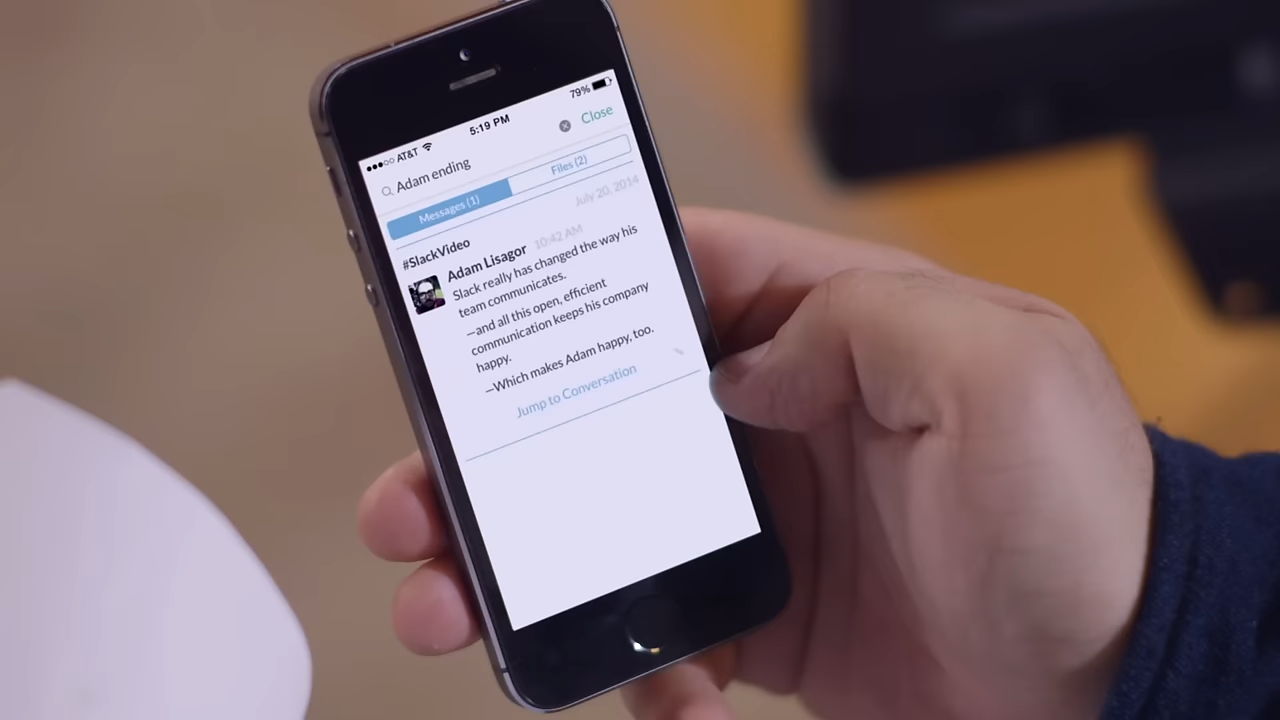 AT&T 5:19 PM 79%
Adam ending Close
Messages (1) Files (2)
July 20, 2014
#SlackVideo
Adam Lisagor 10:42 AM
Slack really has changed the way his
team communicates.
—and all this open, efficient
communication keeps his company
happy.
—Which makes Adam happy, too.
Jump to Conversation